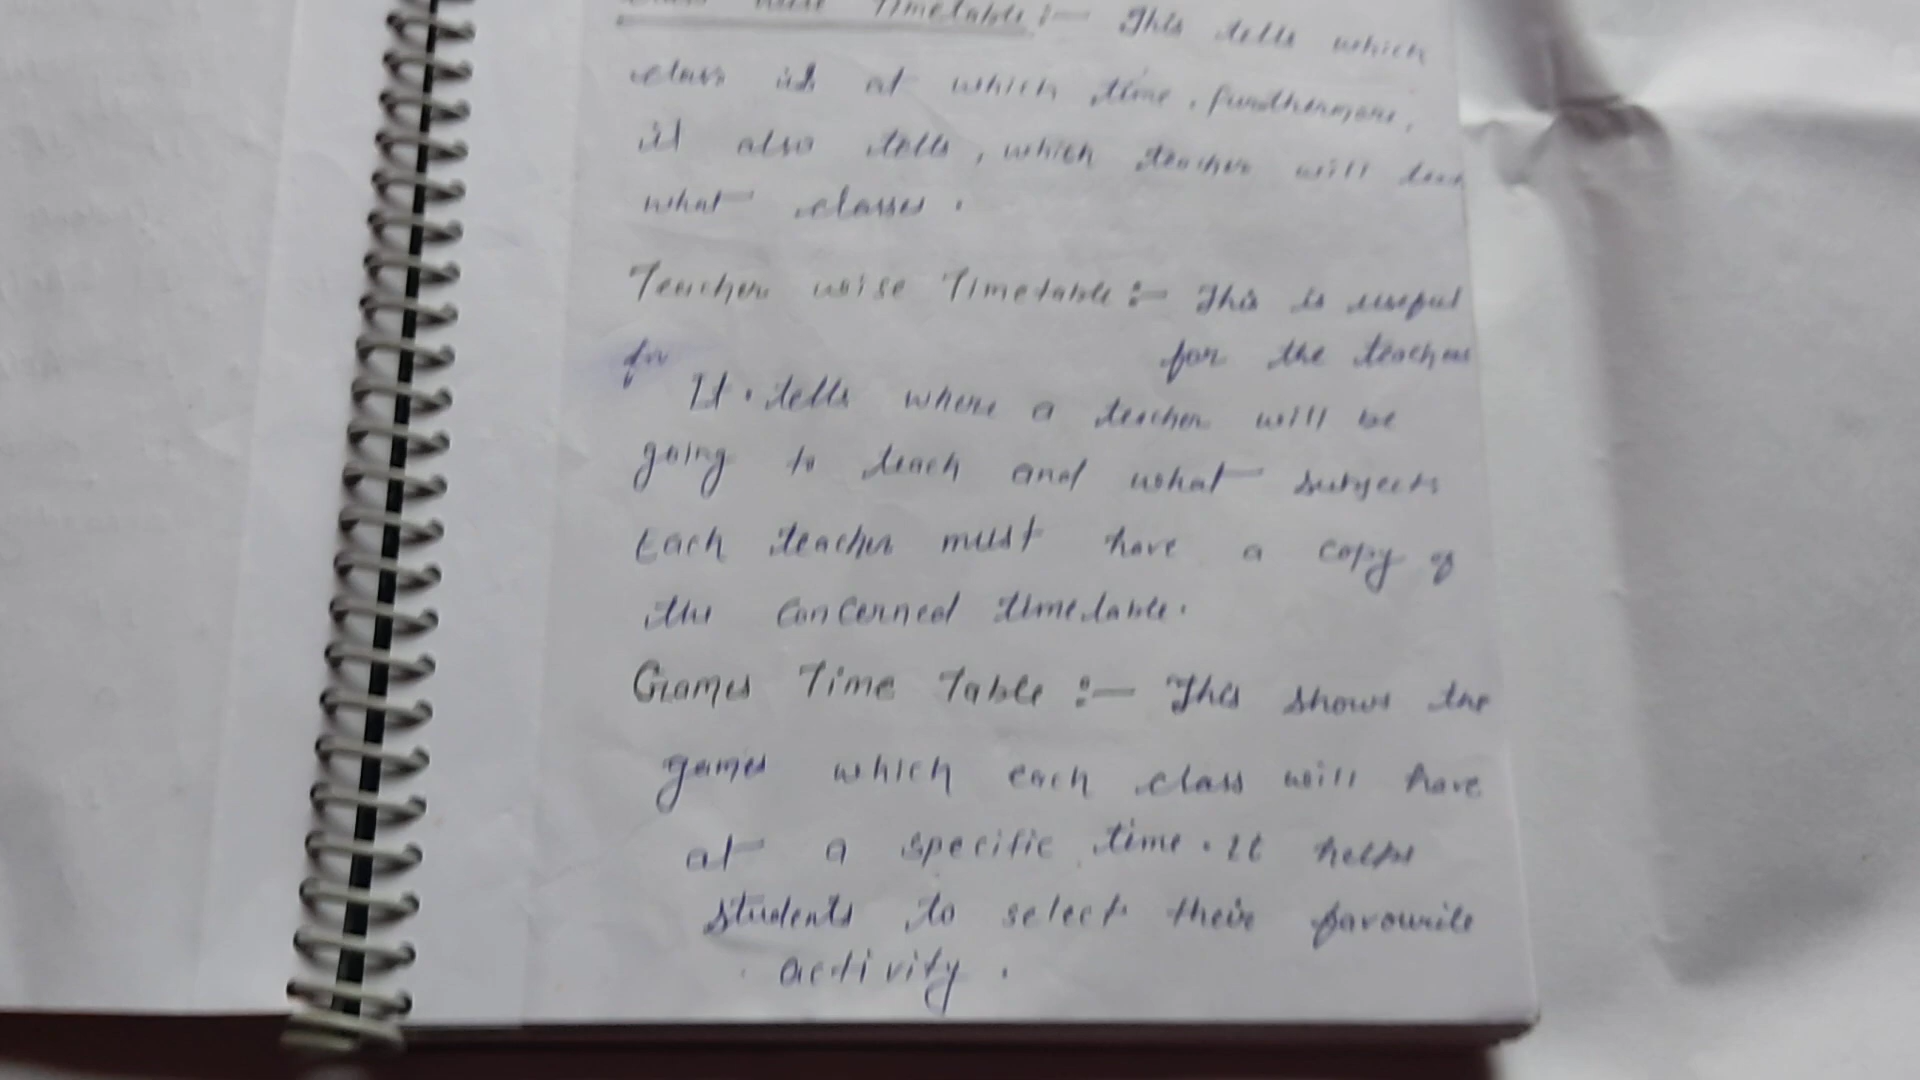 Class wise Timetable :- This tells which
class is at which time, furthermore,
it also tells, which teacher will
what classes.
Teacher wise Timetable :- This is useful
for for the teachers
It. tells where a teacher will be
going to teach and what subjects
Each teacher must have a copy of
the concerned timetable.
Games Time Table :- This shows the
games which each class will have
at a specific time. It helps
students to select their favourite
activity.